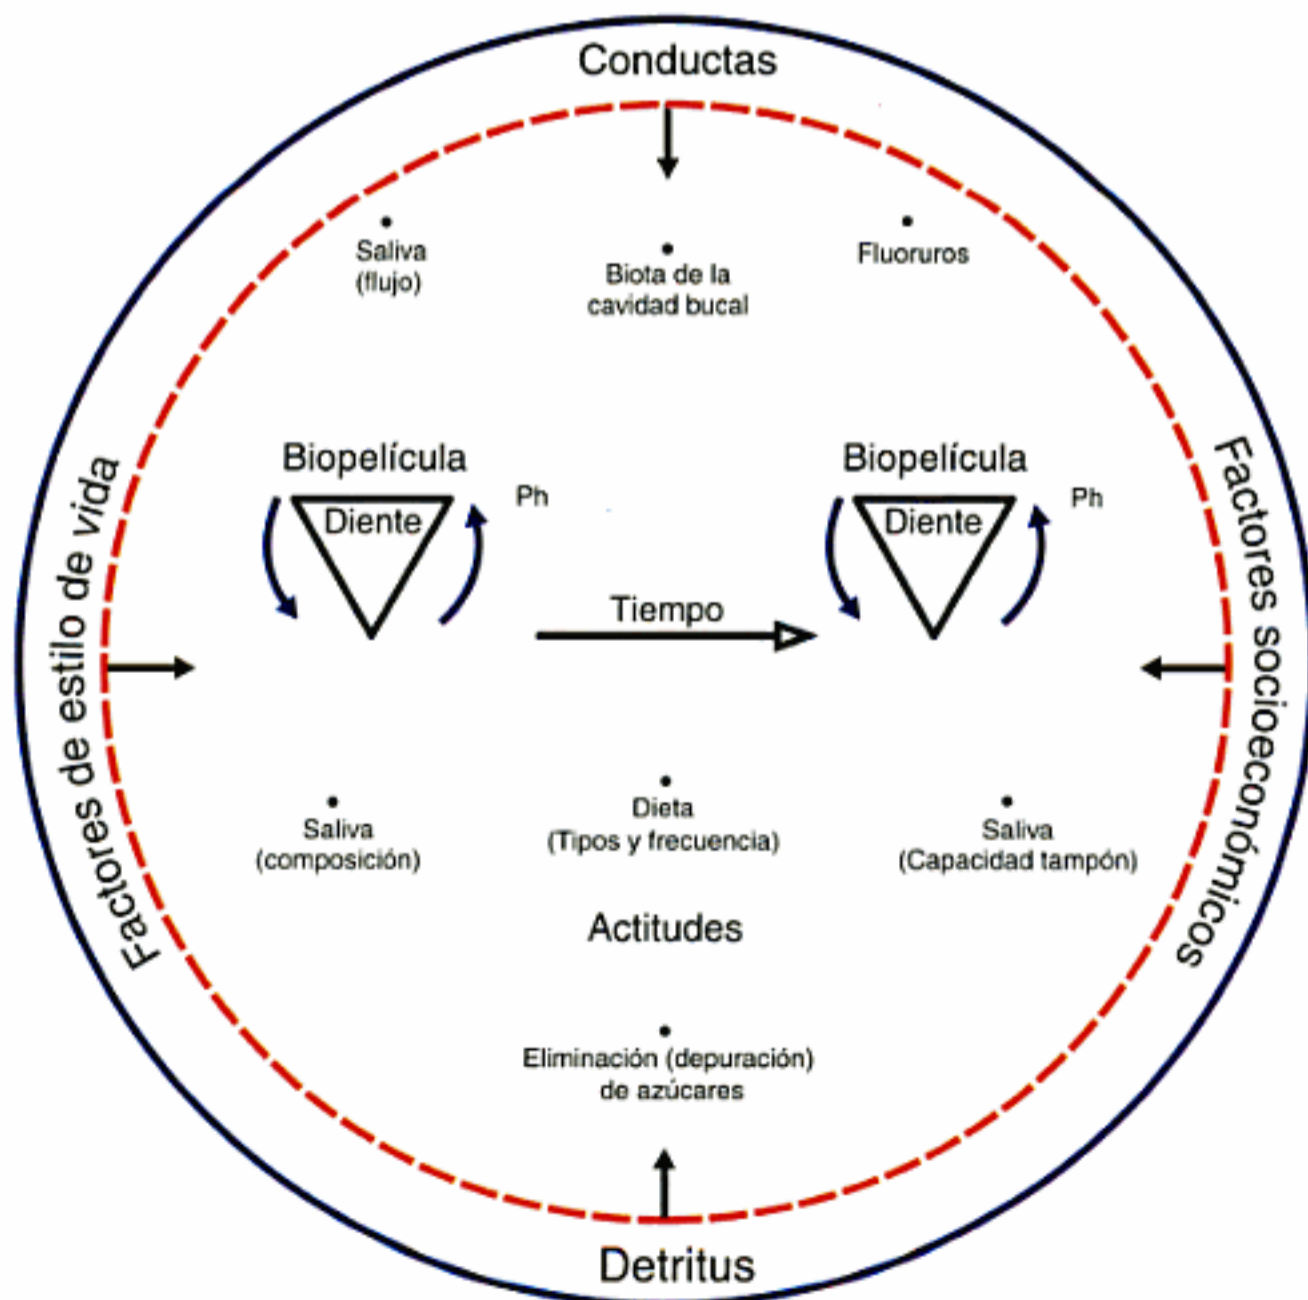 Conductas
Saliva
(flujo)
Biota de la
cavidad bucal
Fluoruros
Factores de estilo de vida
Biopelícula
Diente
Ph
Tiempo
Biopelícula
Diente
Ph
Factores socioeconómicos
Saliva
(composición)
Dieta
(Tipos y frecuencia)
Saliva
(Capacidad tampón)
Actitudes
Eliminación (depuración)
de azúcares
Detritus